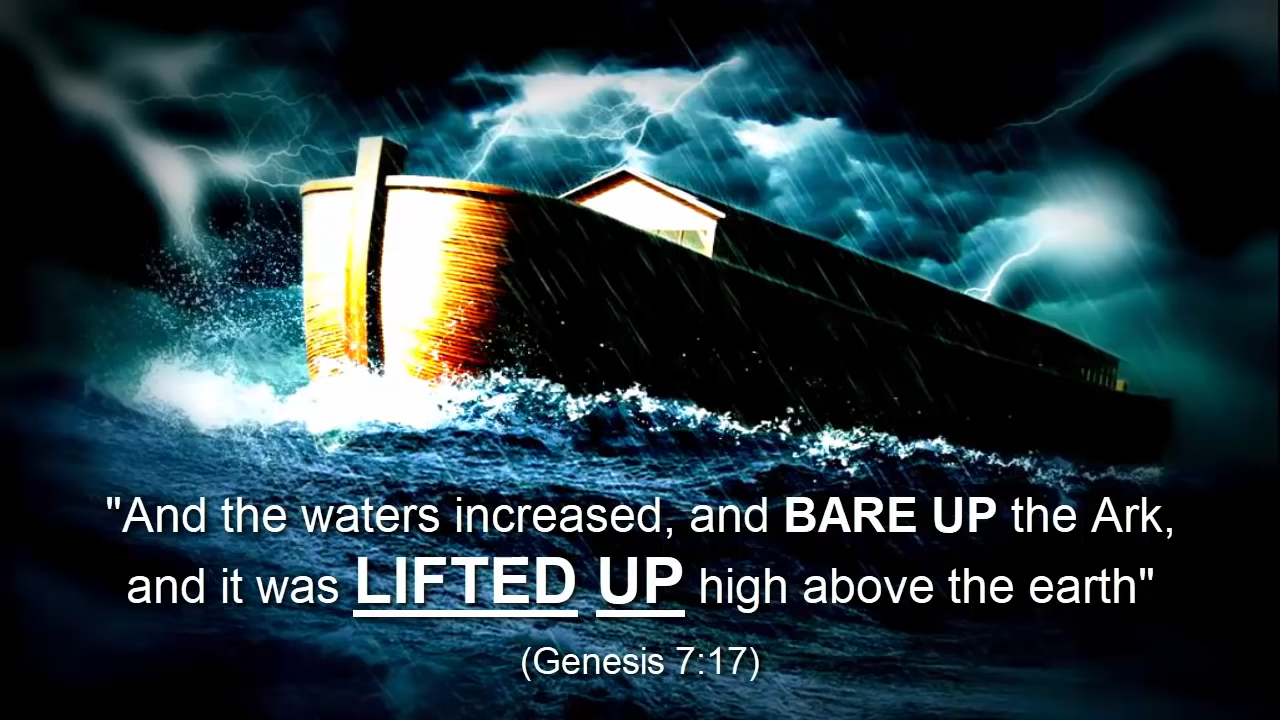 "And the waters increased, and BARE UP the Ark,
and it was LIFTED UP high above the earth"
(Genesis 7:17)